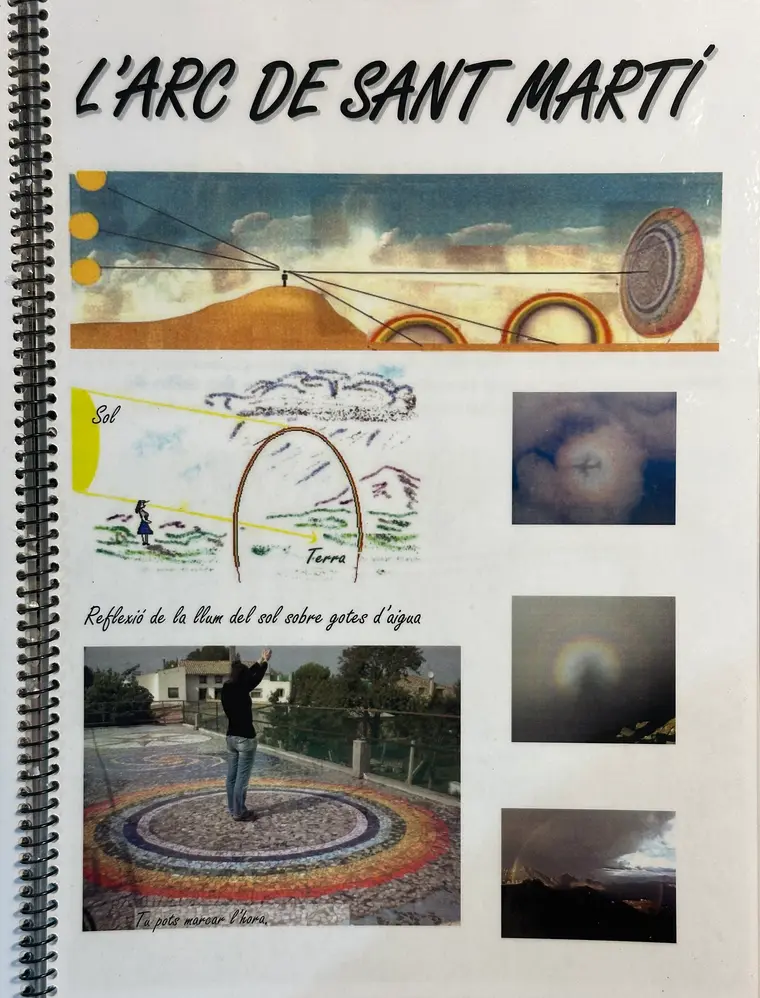 L'ARC DE SANT MARTÍ
Sol
Terra
Reflexió de la llum del sol sobre gotes d'aigua
Tu pots marcar l'hora.